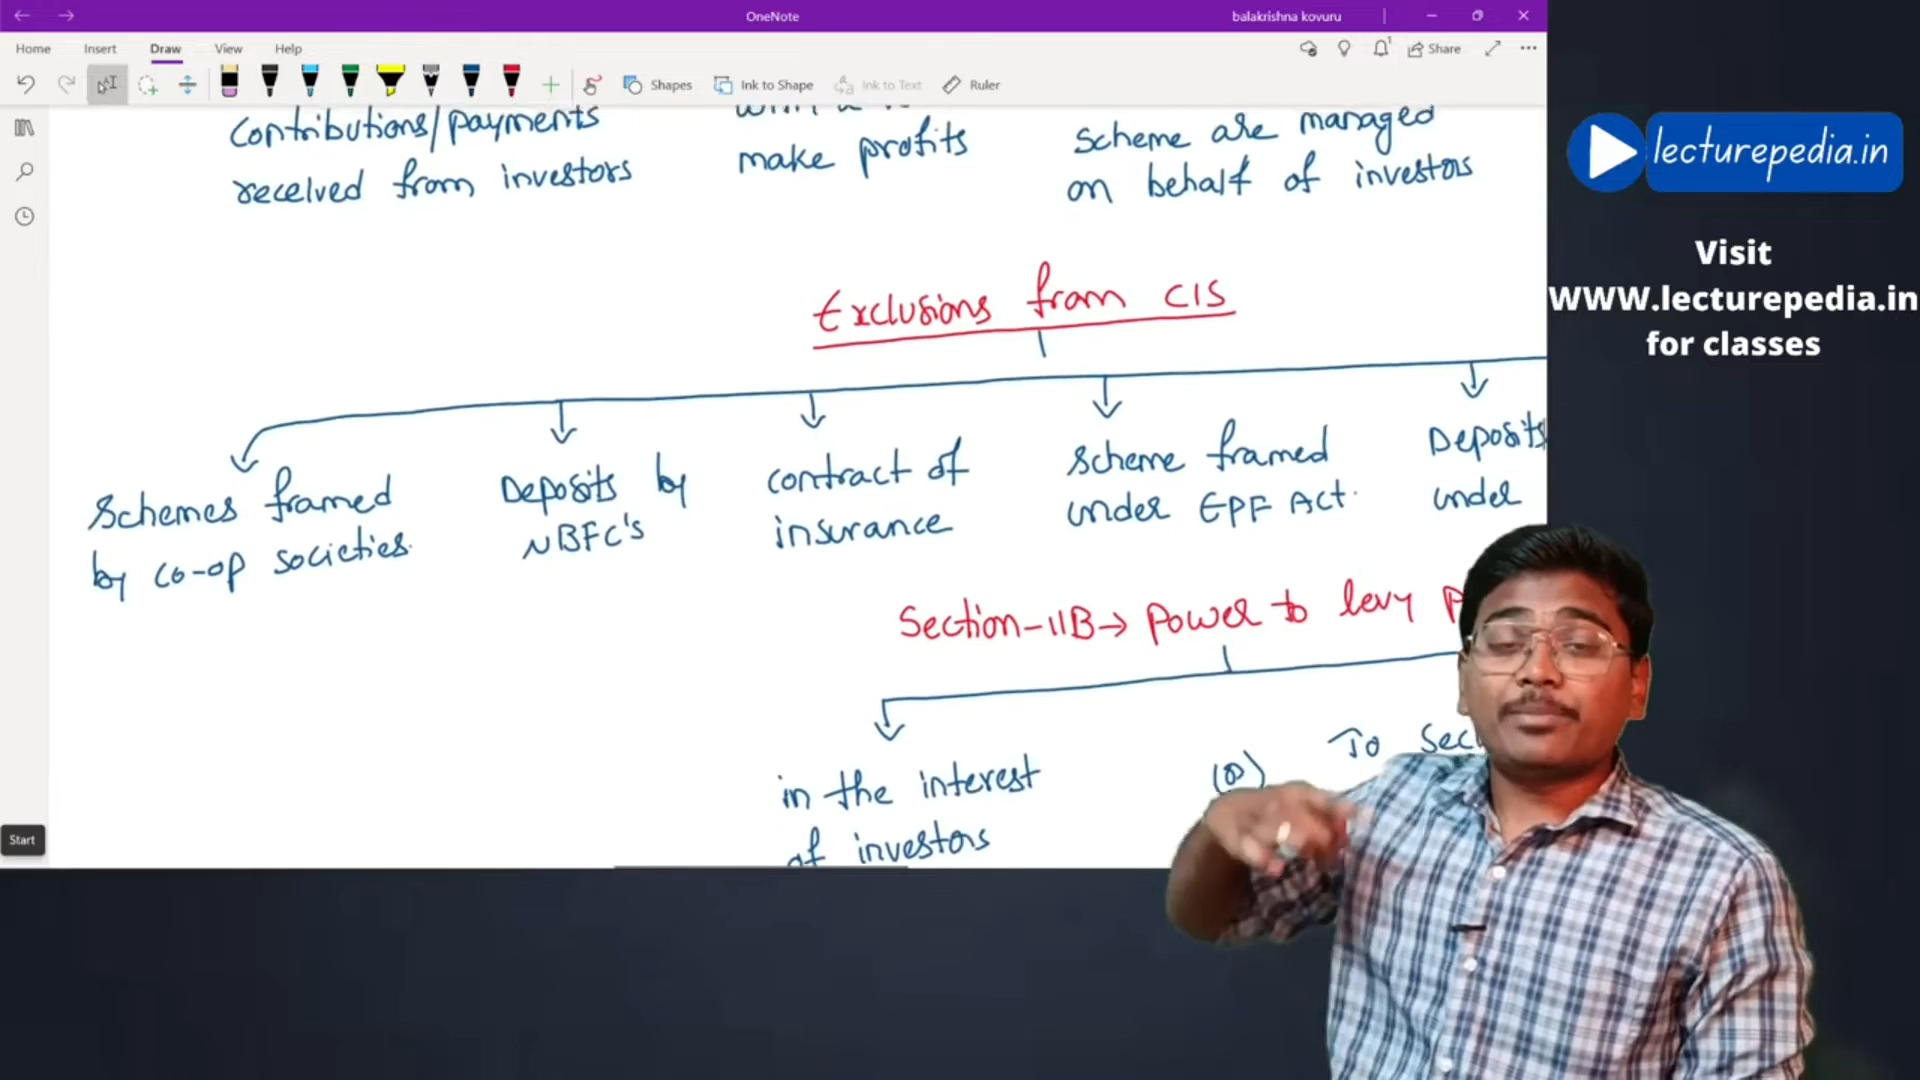 OneNote
balakrishna kovuru
Home Insert Draw View Help
Share
Shapes Ink to Shape Ink to Text Ruler
contributions/payments
received from investors
make profits
scheme are managed
on behalf of investors
Exclusions from CIS
Schemes framed
by co-op societies.
Deposits by
NBFC's
contract of
insurance
scheme framed
under EPF Act.
Deposits
under
Section-11B→ Power to levy P
in the interest
of investors
(or)
To Sec
Start
lecturepedia.in
Visit
WWW.lecturepedia.in
for classes